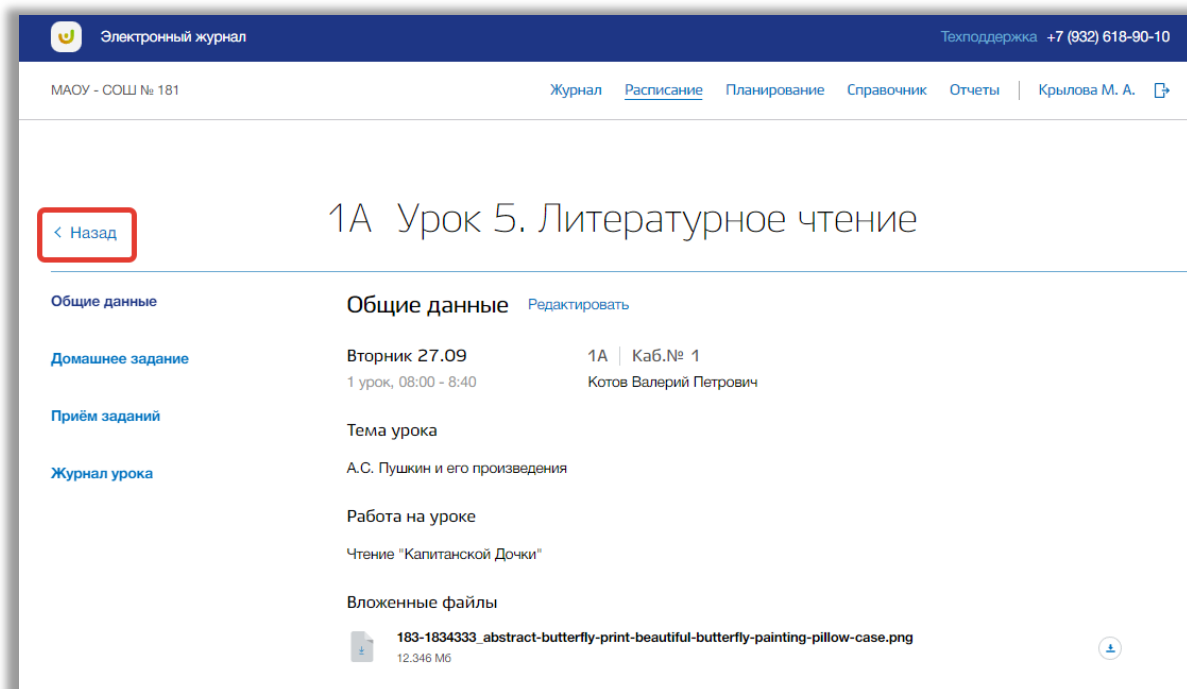 Электронный журнал
Техподдержка +7 (932) 618-90-10
МАОУ - СОШ № 181
Журнал Расписание Планирование Справочник Отчеты Крылова М. А.
Назад
1А Урок 5. Литературное чтение
Общие данные
Домашнее задание
Приём заданий
Журнал урока
Общие данные Редактировать
Вторник 27.09
1А Каб.№ 1
1 урок, 08:00 - 8:40
Котов Валерий Петрович
Тема урока
А.С. Пушкин и его произведения
Работа на уроке
Чтение "Капитанской Дочки"
Вложенные файлы
183-1834333_abstract-butterfly-print-beautiful-butterfly-painting-pillow-case.png
12.346 Мб